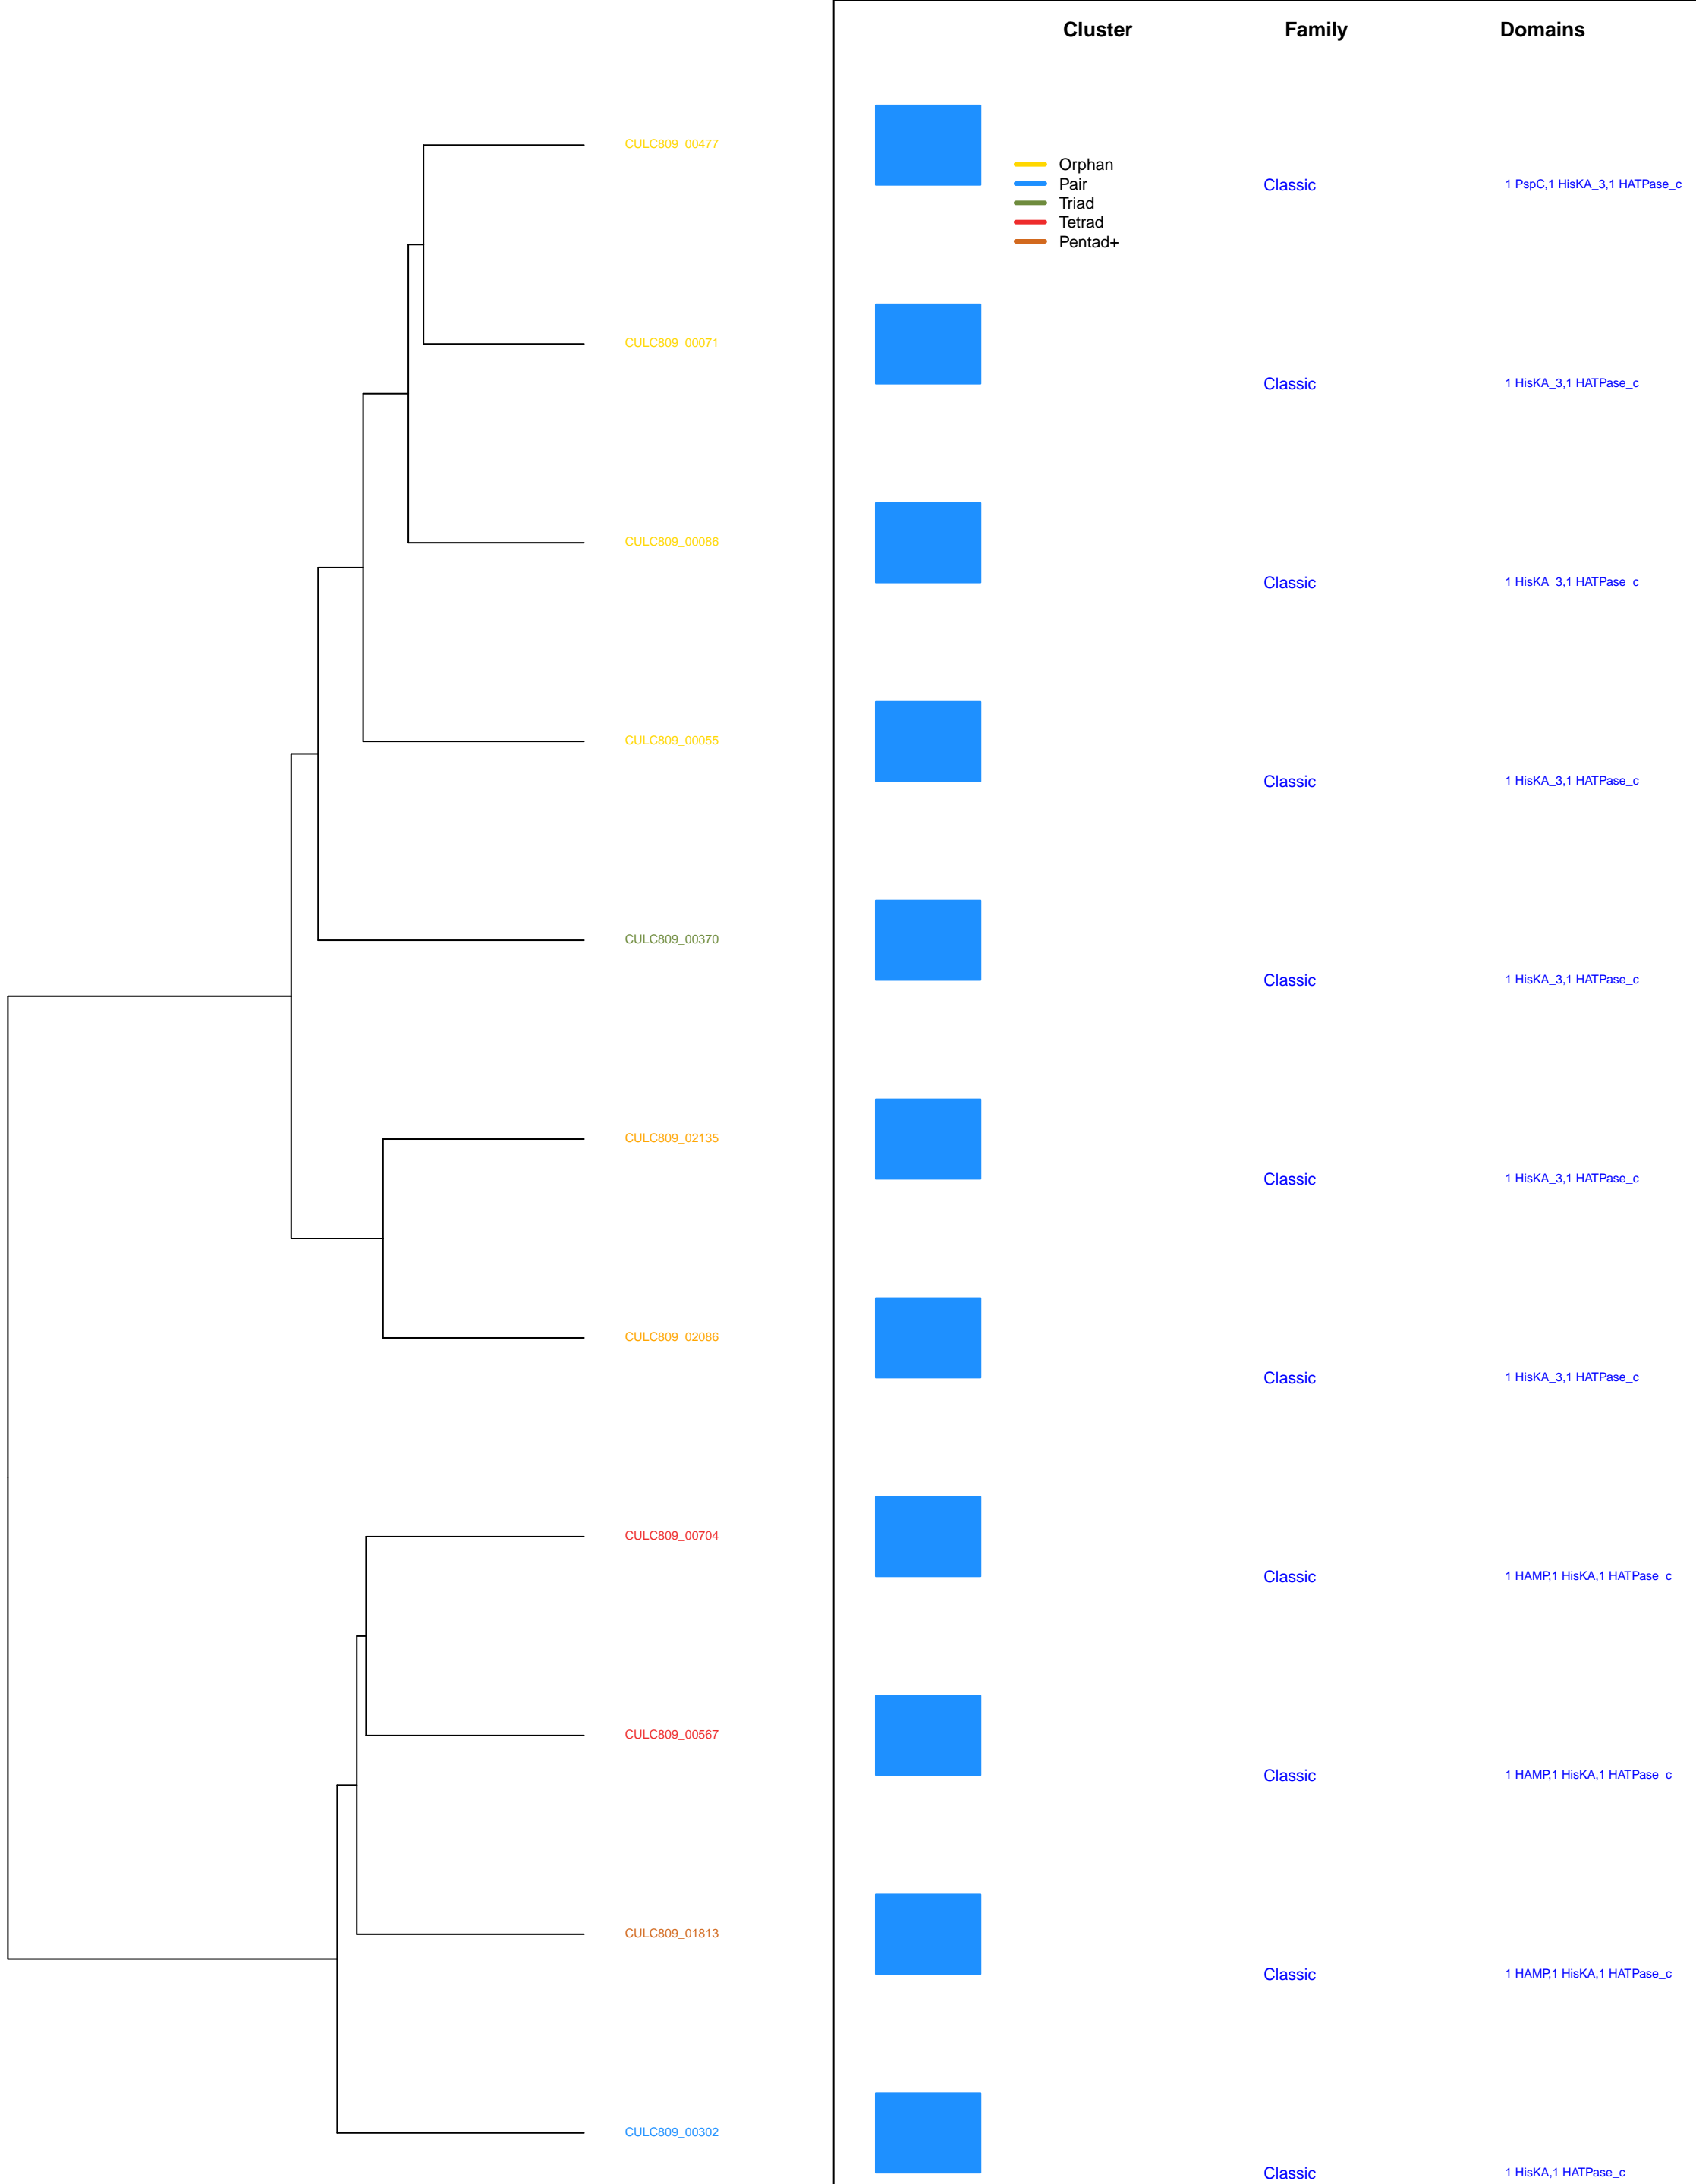 Cluster Family Domains
CULC809_00477
Orphan
Pair
Triad
Tetrad
Pentad+
Classic 1 PspC,1 HisKA_3,1 HATPase_c
CULC809_00071
Classic 1 HisKA_3,1 HATPase_c
CULC809_00086
Classic 1 HisKA_3,1 HATPase_c
CULC809_00055
Classic 1 HisKA_3,1 HATPase_c
CULC809_00370
Classic 1 HisKA_3,1 HATPase_c
CULC809_02135
Classic 1 HisKA_3,1 HATPase_c
CULC809_02086
Classic 1 HisKA_3,1 HATPase_c
CULC809_00704
Classic 1 HAMP,1 HisKA,1 HATPase_c
CULC809_00567
Classic 1 HAMP,1 HisKA,1 HATPase_c
CULC809_01813
Classic 1 HAMP,1 HisKA,1 HATPase_c
CULC809_00302
Classic 1 HisKA,1 HATPase_c